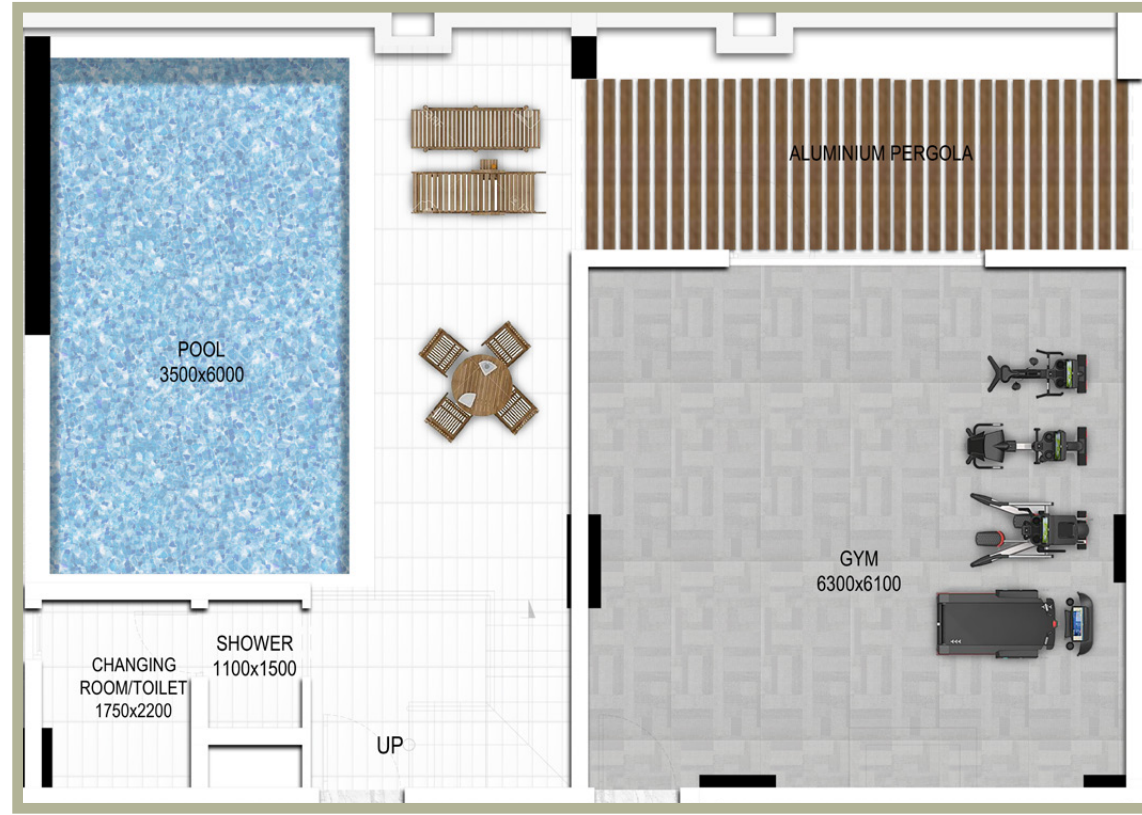 ALUMINIUM PERGOLA
POOL
3500x6000
GYM
6300x6100
SHOWER
1100x1500
CHANGING
ROOM/TOILET
1750x2200
UP